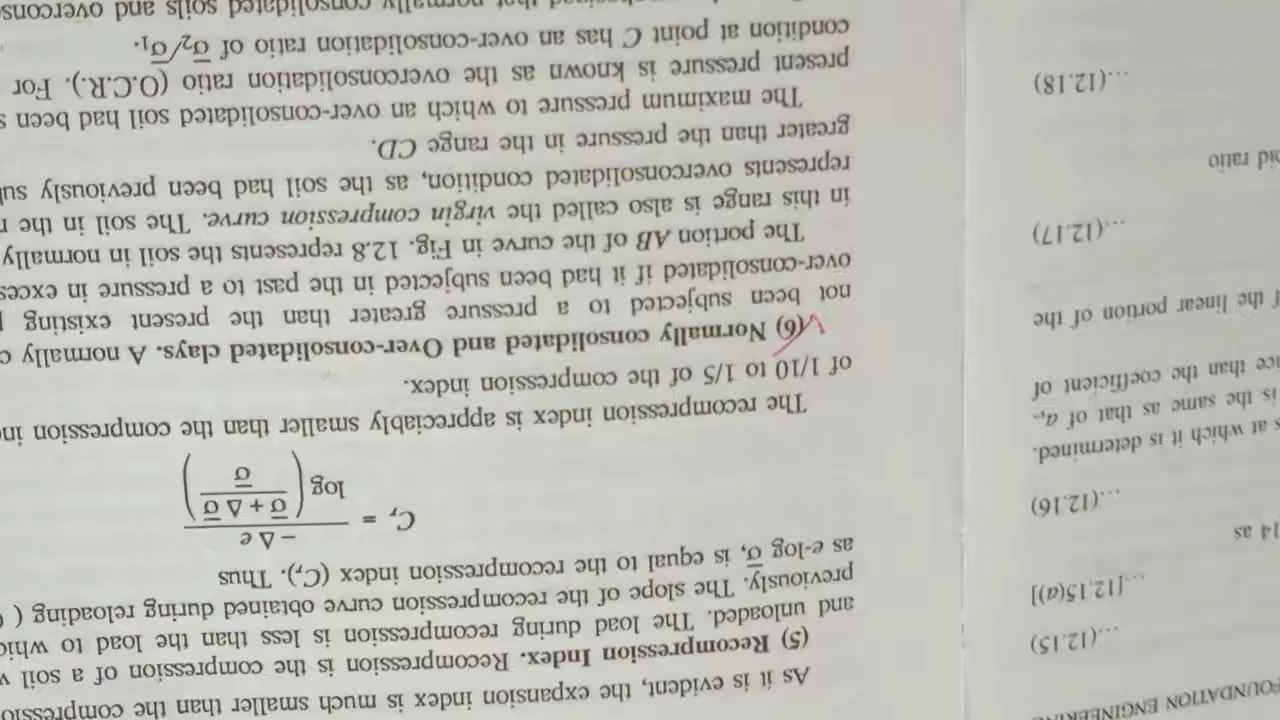 FOUNDATION ENGINEERING
...(12.15)
...[12.15(a)]
14 as
...(12.16)
at which it is determined.
is the same as that of aᵥ.
than the coefficient of
the linear portion of the
...(12.17)
ratio
...(12.18)
As it is evident, the expansion index is much smaller than the
(5) Recompression Index. Recompression is the compression of a soil
and unloaded. The load during recompression is less than the load to
previously. The slope of the recompression curve obtained during reloading (
as e-log σ̄, is equal to the recompression index (Cᵣ). Thus
Cᵣ = −Δe / log ( (σ̄ + Δσ̄) / σ̄ )
The recompression index is appreciably smaller than the compression
of 1/10 to 1/5 of the compression index.
(6) Normally consolidated and Over-consolidated clays. A normally
not been subjected to a pressure greater than the present existing
over-consolidated if it had been subjected in the past to a pressure in
The portion AB of the curve in Fig. 12.8 represents the soil in normally
in this range is also called the virgin compression curve. The soil in the
represents overconsolidated condition, as the soil had been previously
greater than the pressure in the range CD.
The maximum pressure to which an over-consolidated soil had been
present pressure is known as the overconsolidation ratio (O.C.R.). For
condition at point C has an over-consolidation ratio of σ̄₂/σ̄₁.
that normally consolidated soils and